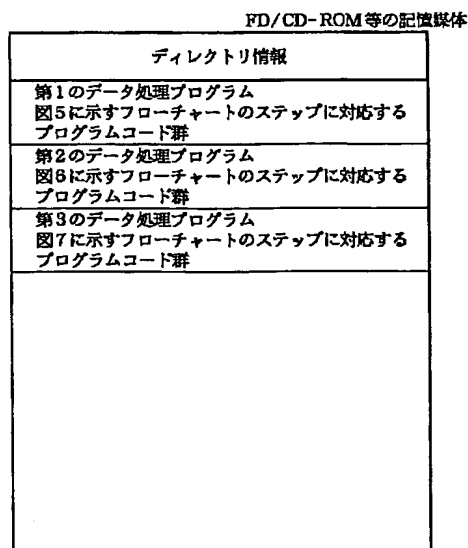 FD/CD-ROM等の記憶媒体
ディレクトリ情報
第1のデータ処理プログラム
図5に示すフローチャートのステップに対応する
プログラムコード群
第2のデータ処理プログラム
図6に示すフローチャートのステップに対応する
プログラムコード群
第3のデータ処理プログラム
図7に示すフローチャートのステップに対応する
プログラムコード群